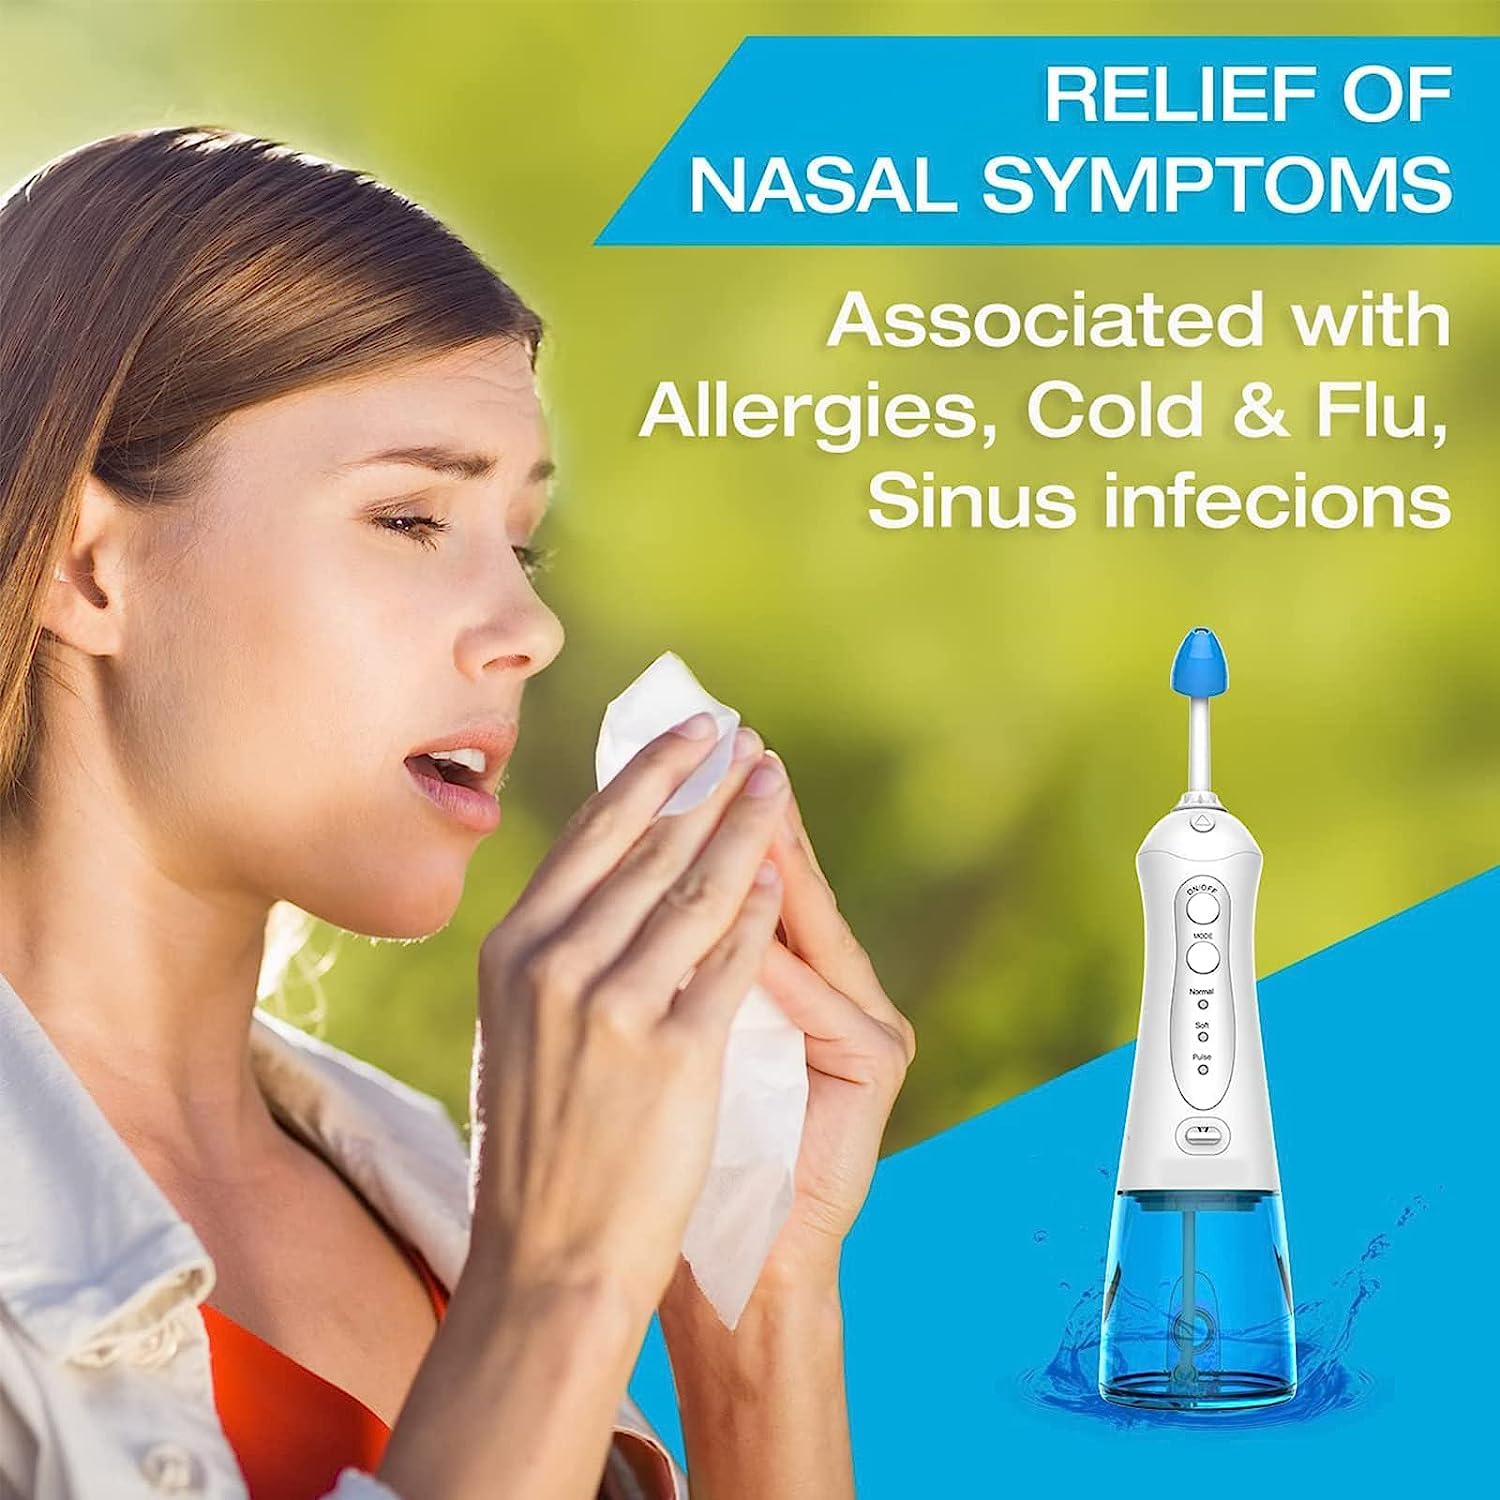 RELIEF OF
NASAL SYMPTOMS
Associated with
Allergies, Cold & Flu,
Sinus infecions
ON/OFF
MODE
Normal
Soft
Pulse